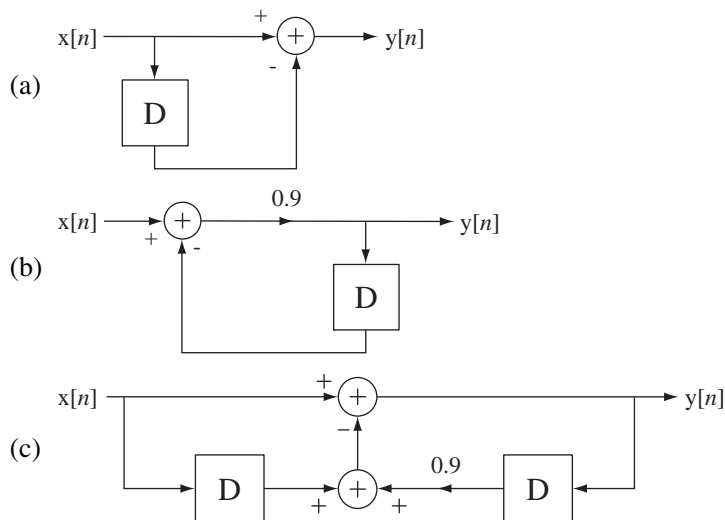 x[n] + + y[n]
-
(a)
D
0.9
x[n] + y[n]
+ -
(b)
D
x[n] + + y[n]
−
(c)
0.9
D + D
+ +